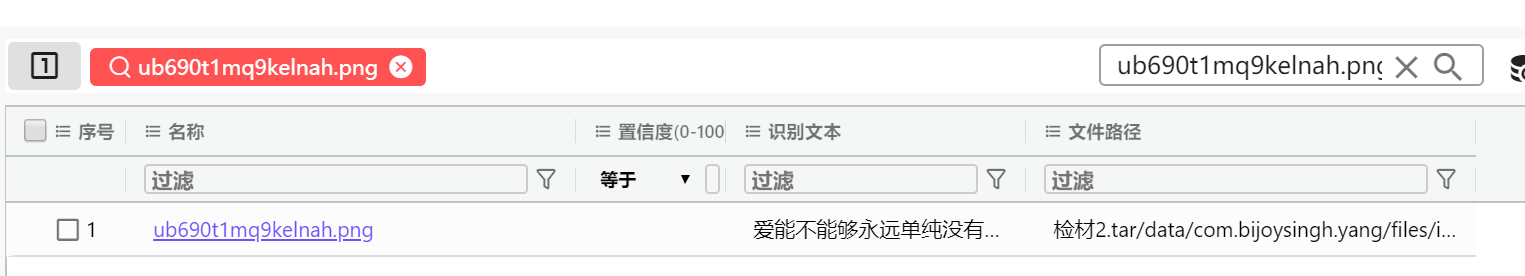 1 ub690t1mq9kelnah.png ub690t1mq9kelnah.png
序号 名称 置信度(0-100 识别文本 文件路径
过滤 等于 过滤 过滤
1 ub690t1mq9kelnah.png 爱能不能够永远单纯没有... 检材2.tar/data/com.bijoysingh.yang/files/i...